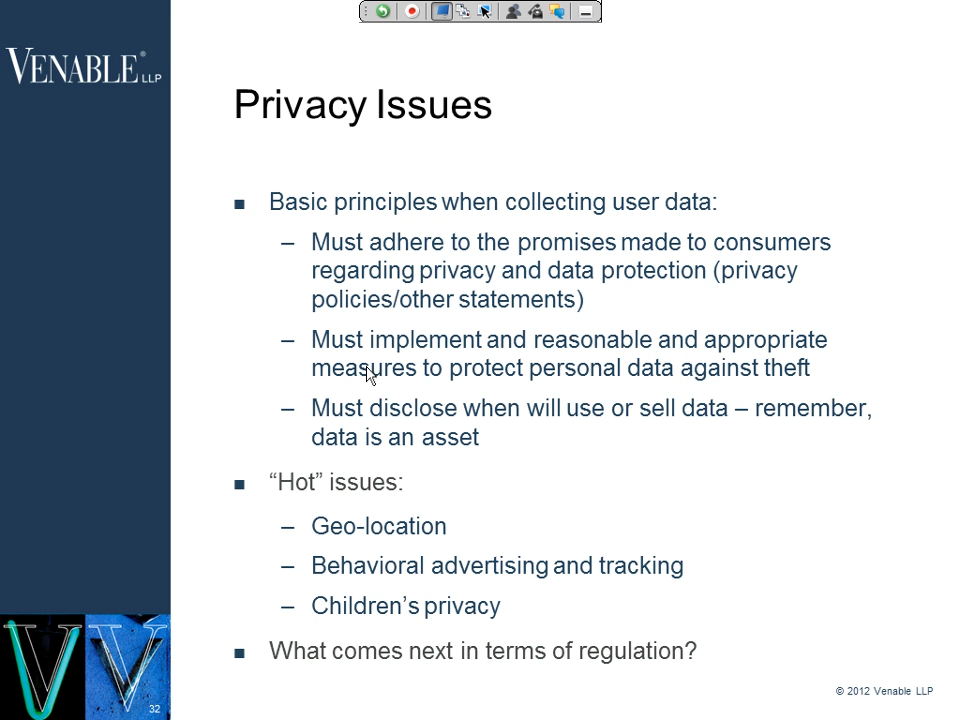 VENABLE® LLP
Privacy Issues
■ Basic principles when collecting user data:
– Must adhere to the promises made to consumers
regarding privacy and data protection (privacy
policies/other statements)
– Must implement and reasonable and appropriate
measures to protect personal data against theft
– Must disclose when will use or sell data – remember,
data is an asset
■ “Hot” issues:
– Geo-location
– Behavioral advertising and tracking
– Children’s privacy
■ What comes next in terms of regulation?
© 2012 Venable LLP
V V
32